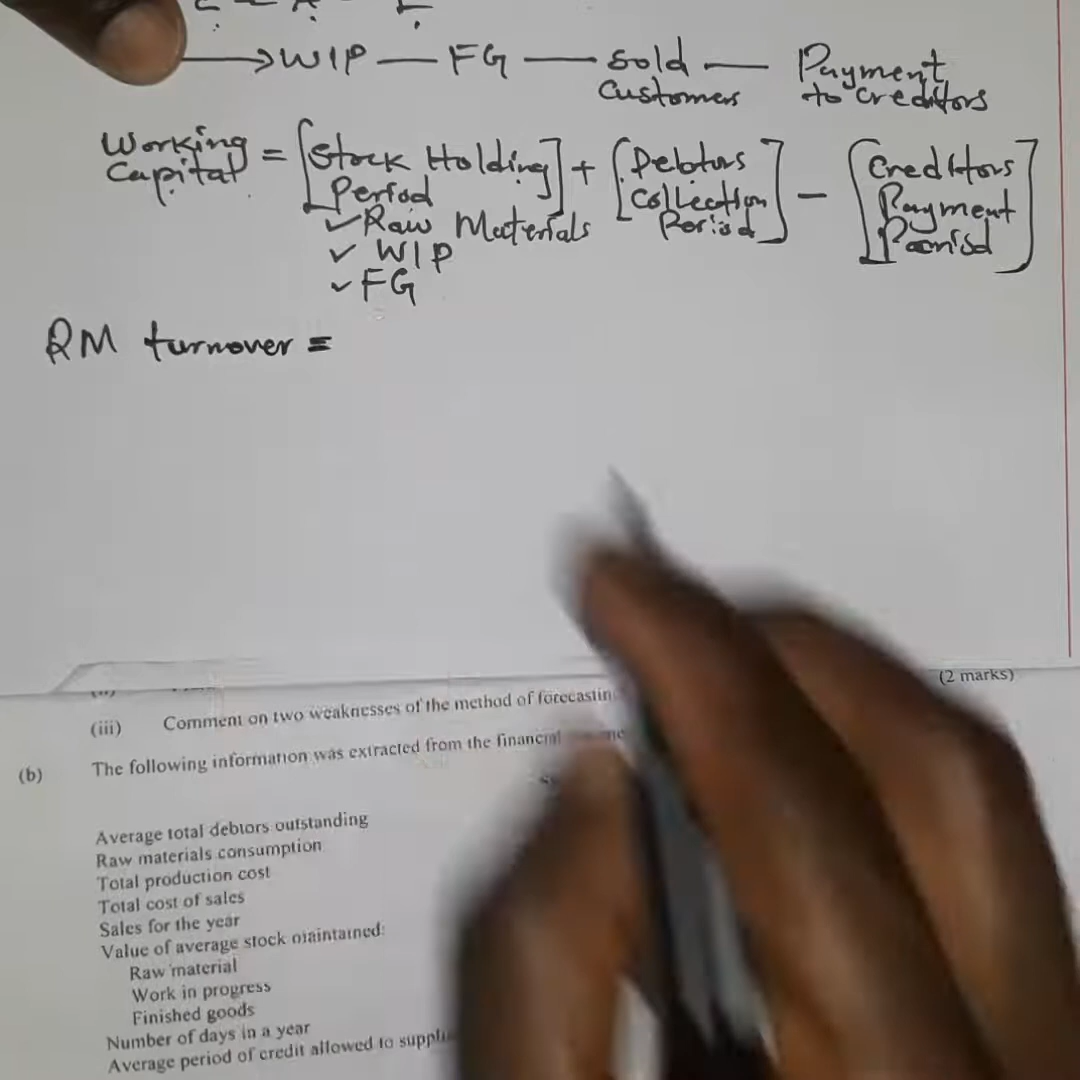 → WIP — FG — Sold — Payment
Customers to creditors
Working Capital = [Stock Holding Period] + [Debtors Collection Period] - [Creditors Payment Period]
✓ Raw Materials
✓ WIP
✓ FG
RM turnover =
(2 marks)
(iii) Comment on two weaknesses of the method of
(b) The following information was extracted from the financial
Average total debtors outstanding
Raw materials consumption
Total production cost
Total cost of sales
Sales for the year
Value of average stock maintained:
Raw material
Work in progress
Finished goods
Number of days in a year
Average period of credit allowed to